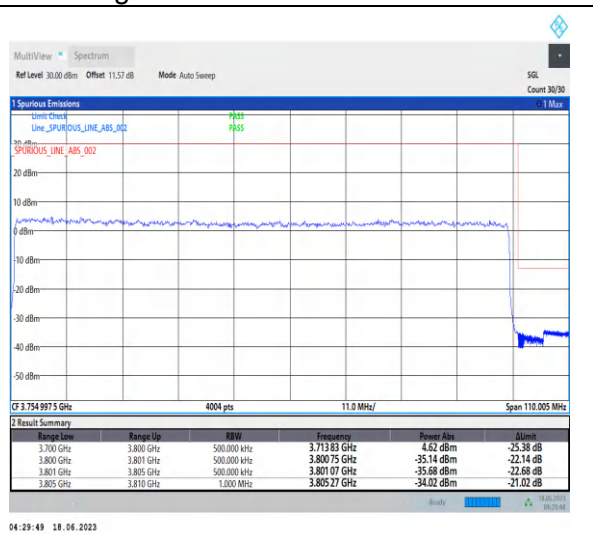 MultiView Spectrum
Ref Level 30.00 dBm Offset 11.57 dB Mode Auto Sweep SGL
Count 30/30
1 Spurious Emissions 1 Max
Limit Check PASS
Line _SPURIOUS_LINE_ABS_002 PASS
_SPURIOUS_LINE_ABS_002
20 dBm
10 dBm
0 dBm
-10 dBm
-20 dBm
-30 dBm
-40 dBm
-50 dBm
CF 3.754 997 5 GHz 4004 pts 11.0 MHz/ Span 110.005 MHz
2 Result Summary
Range Low Range Up RBW Frequency Power Abs ΔLimit
3.700 GHz 3.800 GHz 500.000 kHz 3.713 83 GHz 4.62 dBm -25.38 dB
3.800 GHz 3.801 GHz 500.000 kHz 3.800 75 GHz -35.14 dBm -22.14 dB
3.801 GHz 3.805 GHz 500.000 kHz 3.801 07 GHz -35.68 dBm -22.68 dB
3.805 GHz 3.810 GHz 1.000 MHz 3.805 27 GHz -34.02 dBm -21.02 dB
Ready 18.06.2023
04:29:49 18.06.2023